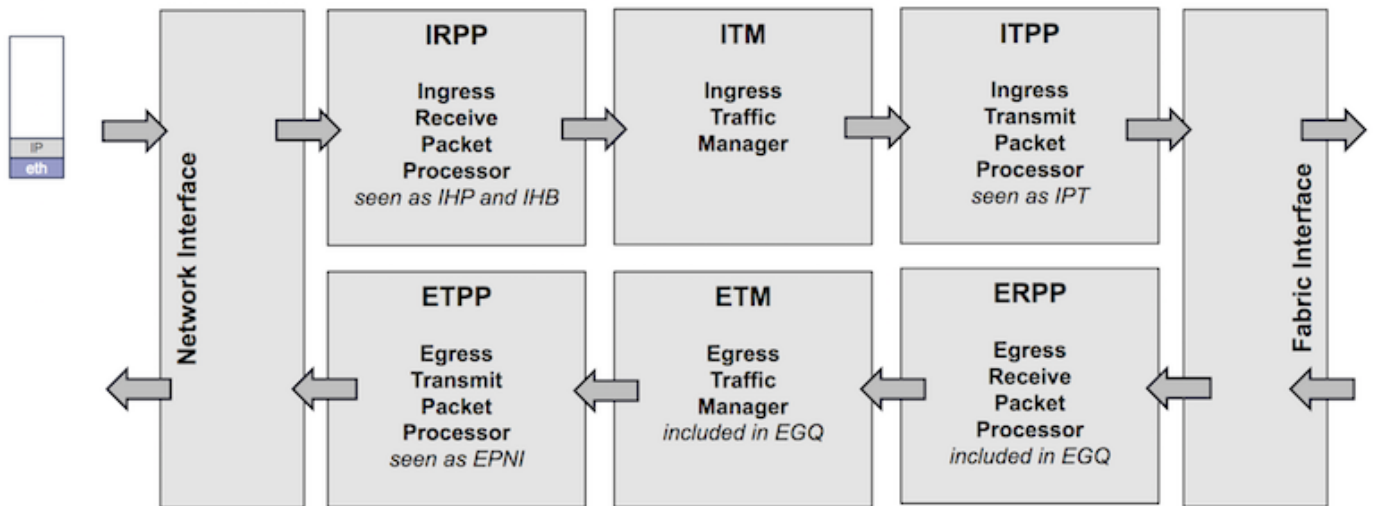 IP
eth
Network Interface
IRPP
Ingress
Receive
Packet
Processor
seen as IHP and IHB
ITM
Ingress
Traffic
Manager
ITPP
Ingress
Transmit
Packet
Processor
seen as IPT
Fabric Interface
ETPP
Egress
Transmit
Packet
Processor
seen as EPNI
ETM
Egress
Traffic
Manager
included in EGQ
ERPP
Egress
Receive
Packet
Processor
included in EGQ